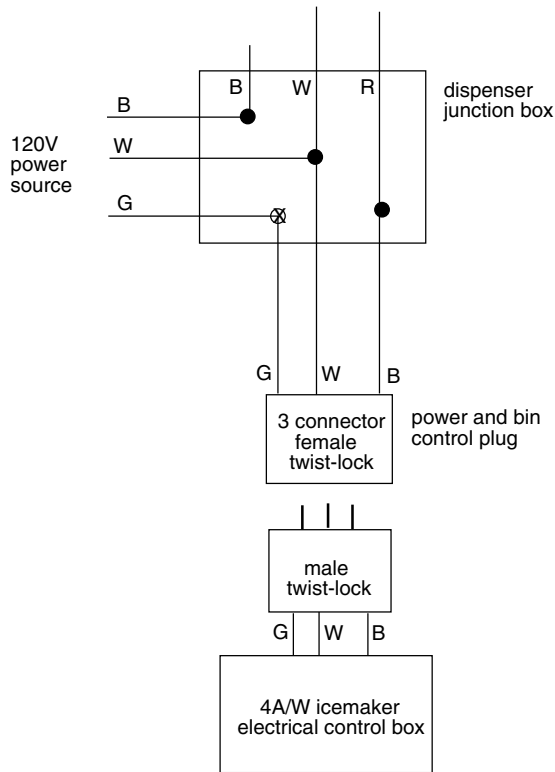 B W R
dispenser
junction box
B
120V
power
source
W
G
X
G W B
3 connector
female
twist-lock
power and bin
control plug
male
twist-lock
G W B
4A/W icemaker
electrical control box